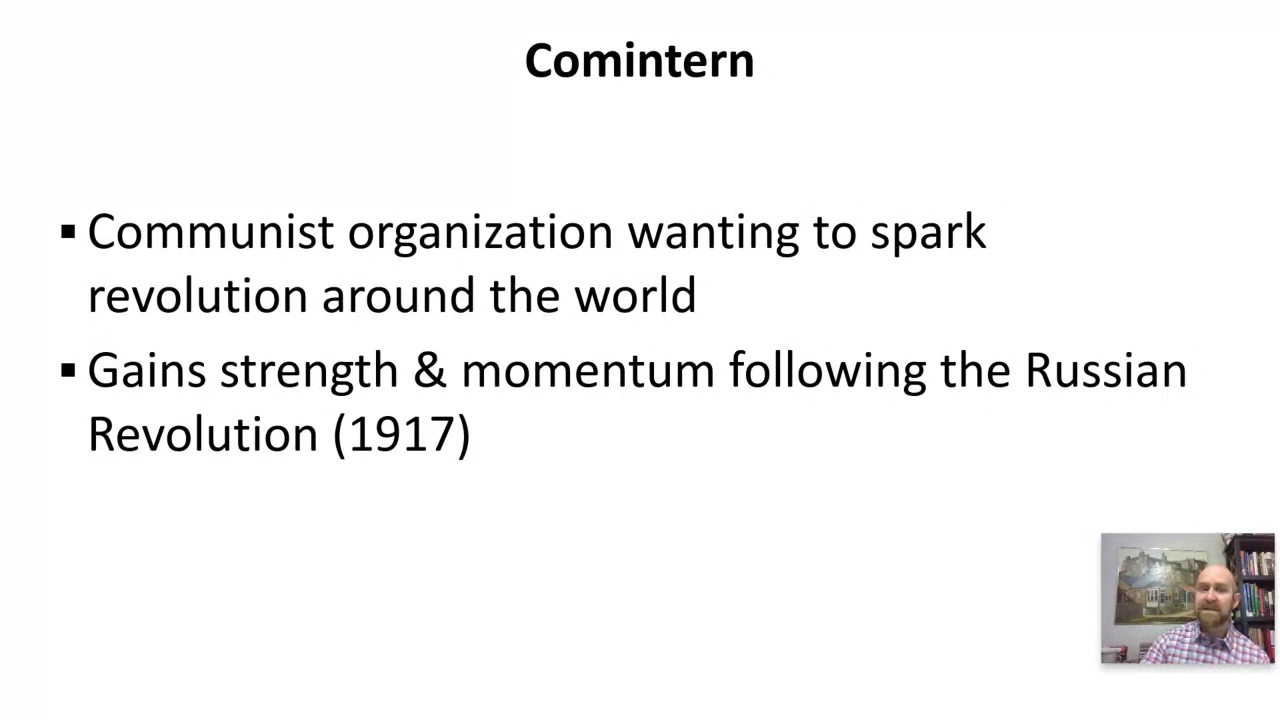 Comintern
▪ Communist organization wanting to spark
revolution around the world
▪ Gains strength & momentum following the Russian
Revolution (1917)